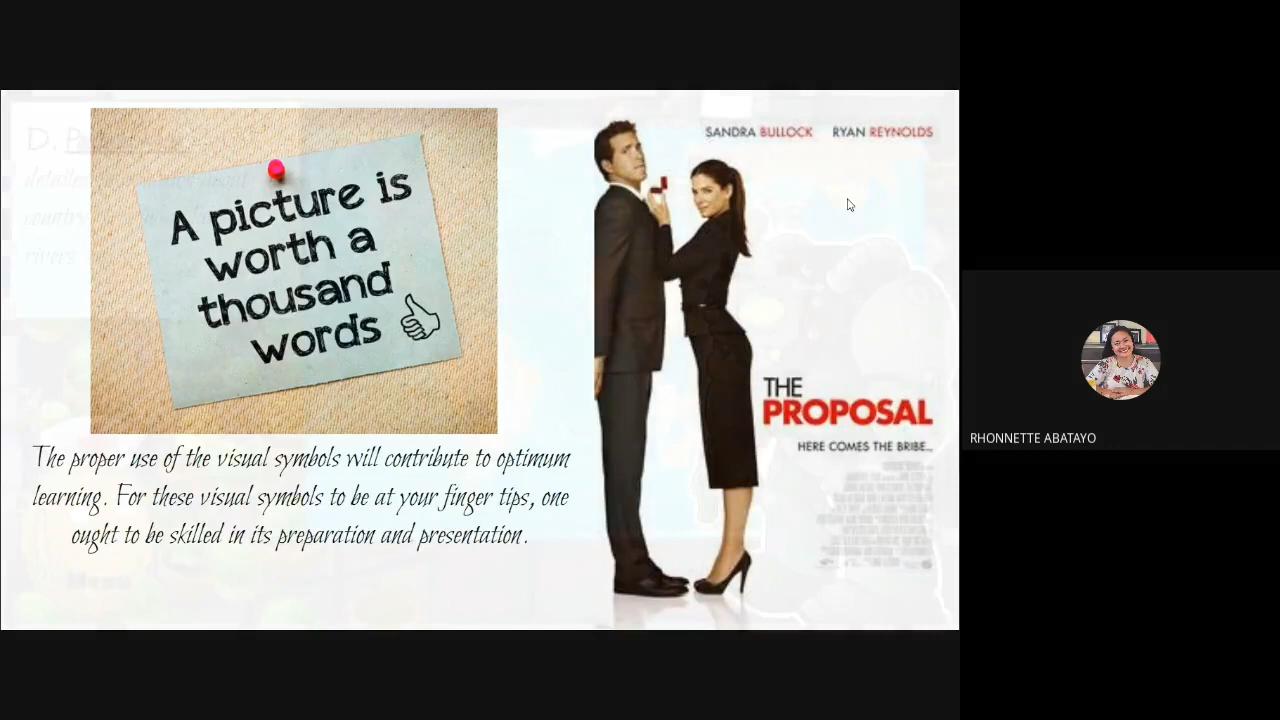 A picture is
worth a
thousand
words
The proper use of the visual symbols will contribute to optimum
learning. For these visual symbols to be at your finger tips, one
ought to be skilled in its preparation and presentation.
SANDRA BULLOCK RYAN REYNOLDS
THE
PROPOSAL
HERE COMES THE BRIBE...
RHONNETTE ABATAYO